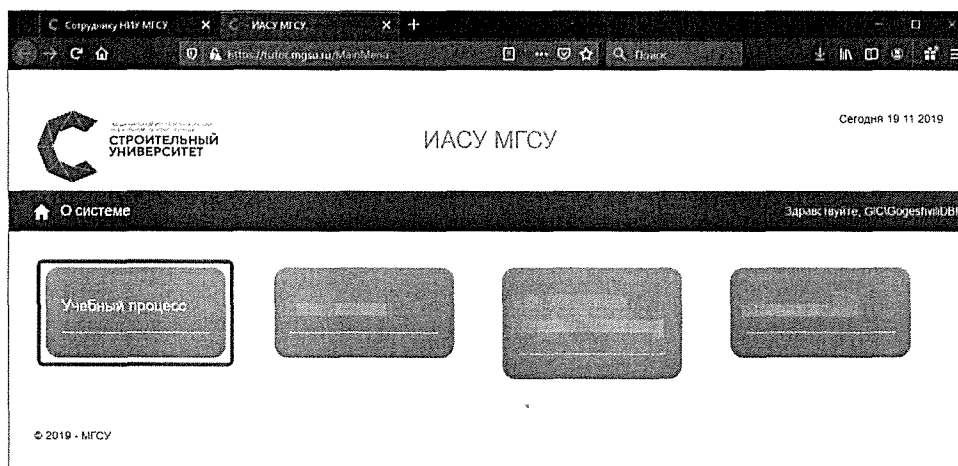 Сотруднику НИУ МГСУ
ИАСУ МГСУ
https://tutor.mgsu.ru/MainMenu
Поиск
СТРОИТЕЛЬНЫЙ
УНИВЕРСИТЕТ
ИАСУ МГСУ
Сегодня 19 11 2019
О системе
Здравствуйте, GIC\GogeshviliDBI
Учебный процесс
© 2019 - МГСУ